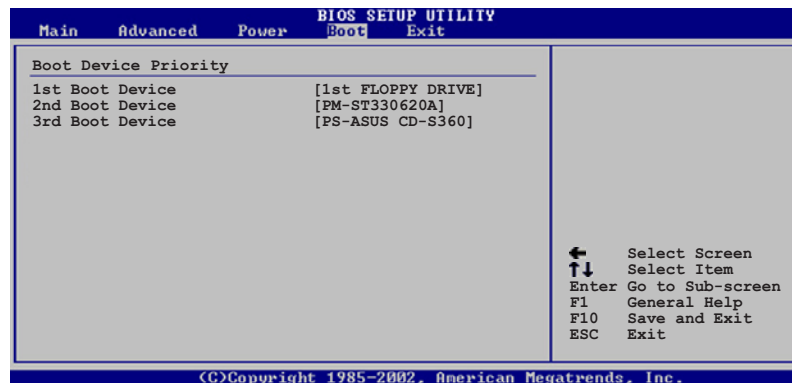 BIOS SETUP UTILITY
Main Advanced Power Boot Exit
Boot Device Priority
1st Boot Device [1st FLOPPY DRIVE]
2nd Boot Device [PM-ST330620A]
3rd Boot Device [PS-ASUS CD-S360]
← Select Screen
↑↓ Select Item
Enter Go to Sub-screen
F1 General Help
F10 Save and Exit
ESC Exit
(C)Copyright 1985-2002, American Megatrends, Inc.